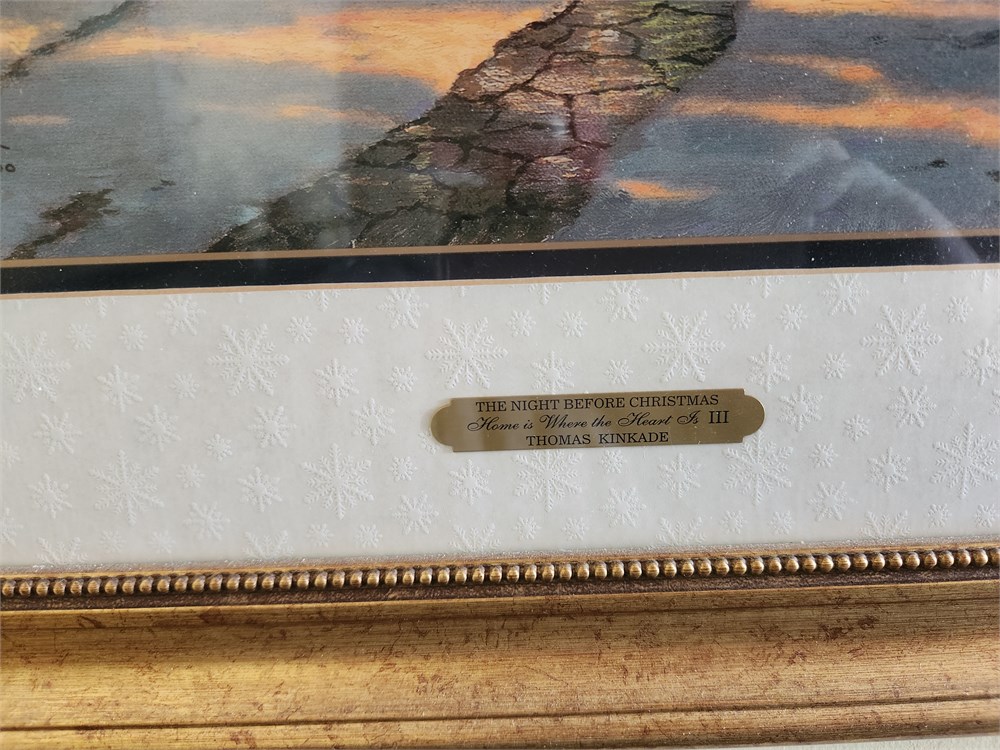 THE NIGHT BEFORE CHRISTMAS
Home is Where the Heart Is III
THOMAS KINKADE